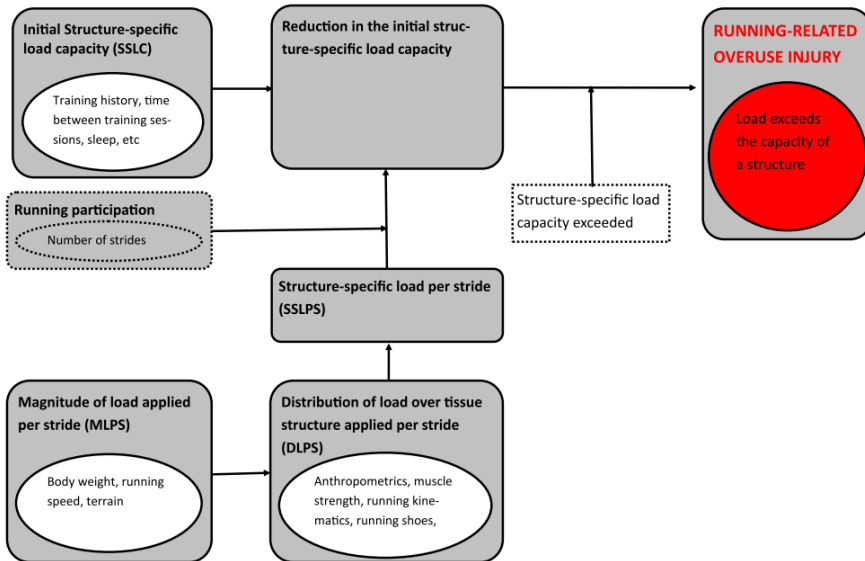 Initial Structure-specific
load capacity (SSLC)
Training history, time
between training ses-
sions, sleep, etc
Reduction in the initial struc-
ture-specific load capacity
RUNNING-RELATED
OVERUSE INJURY
Load exceeds
the capacity of
a structure
Running participation
Number of strides
Structure-specific load
capacity exceeded
Structure-specific load per stride
(SSLPS)
Magnitude of load applied
per stride (MLPS)
Body weight, running
speed, terrain
Distribution of load over tissue
structure applied per stride
(DLPS)
Anthropometrics, muscle
strength, running kine-
matics, running shoes,